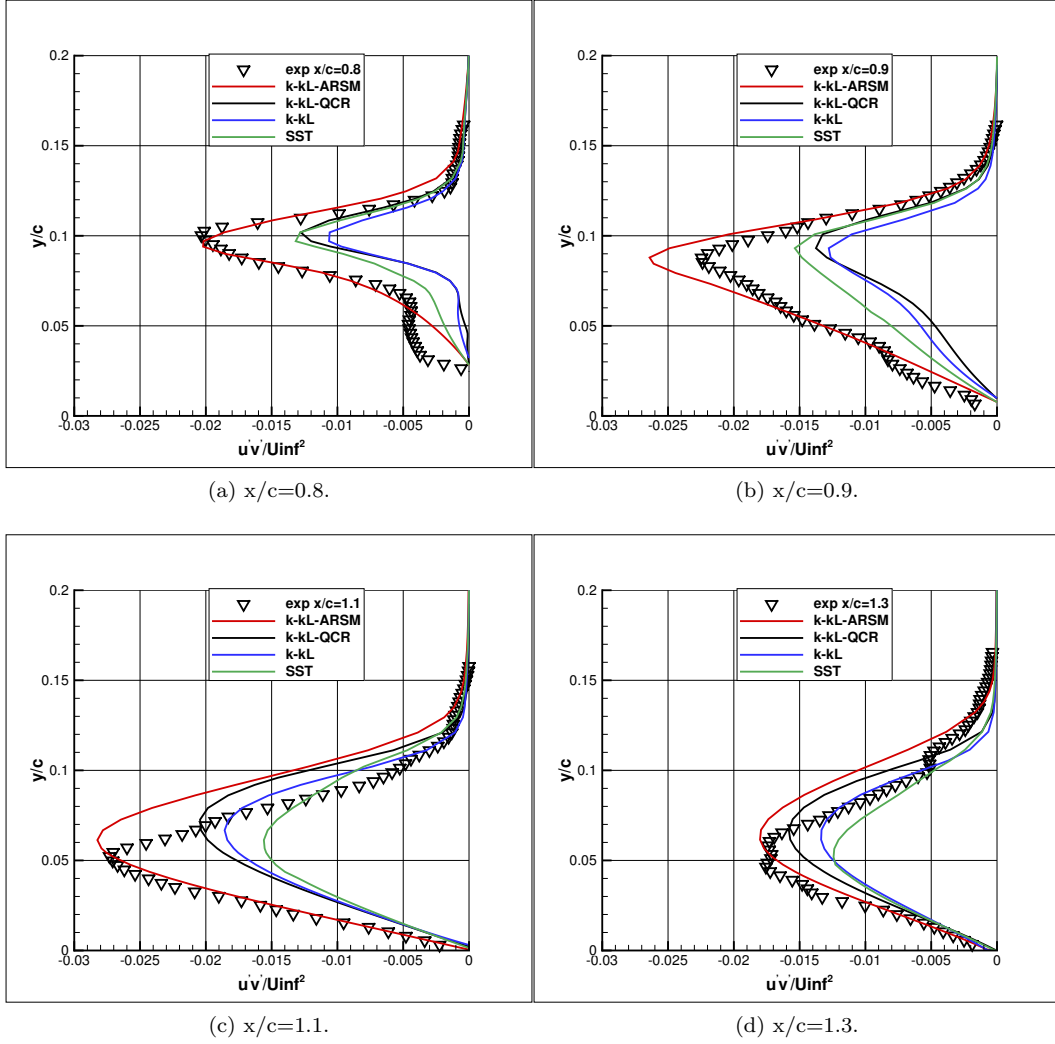 0.2
exp x/c=0.8
k-kL-ARSM
k-kL-QCR
k-kL
SST
0.15
y/c
0.1
0.05
0
-0.03 -0.025 -0.02 -0.015 -0.01 -0.005 0
u'v'/Uinf²
(a) x/c=0.8.
0.2
exp x/c=0.9
k-kL-ARSM
k-kL-QCR
k-kL
SST
0.15
y/c
0.1
0.05
0
-0.03 -0.025 -0.02 -0.015 -0.01 -0.005 0
u'v'/Uinf²
(b) x/c=0.9.
0.2
exp x/c=1.1
k-kL-ARSM
k-kL-QCR
k-kL
SST
0.15
y/c
0.1
0.05
0
-0.03 -0.025 -0.02 -0.015 -0.01 -0.005 0
u'v'/Uinf²
(c) x/c=1.1.
0.2
exp x/c=1.3
k-kL-ARSM
k-kL-QCR
k-kL
SST
0.15
y/c
0.1
0.05
0
-0.03 -0.025 -0.02 -0.015 -0.01 -0.005 0
u'v'/Uinf²
(d) x/c=1.3.